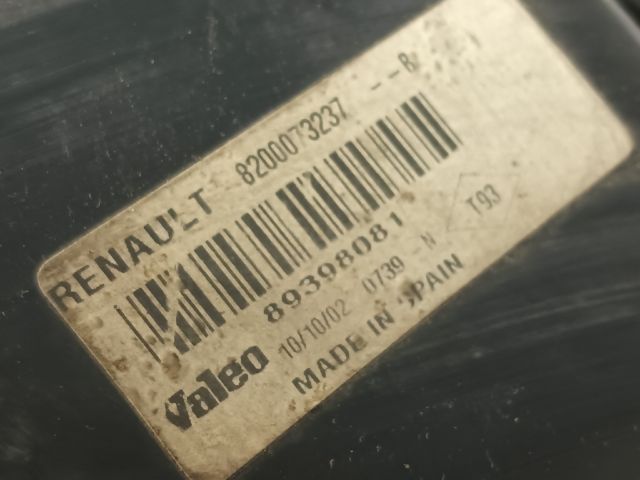 RENAULT 8200073237 --B
89398081
Valeo 10/10/02 0739-N T93
MADE IN SPAIN